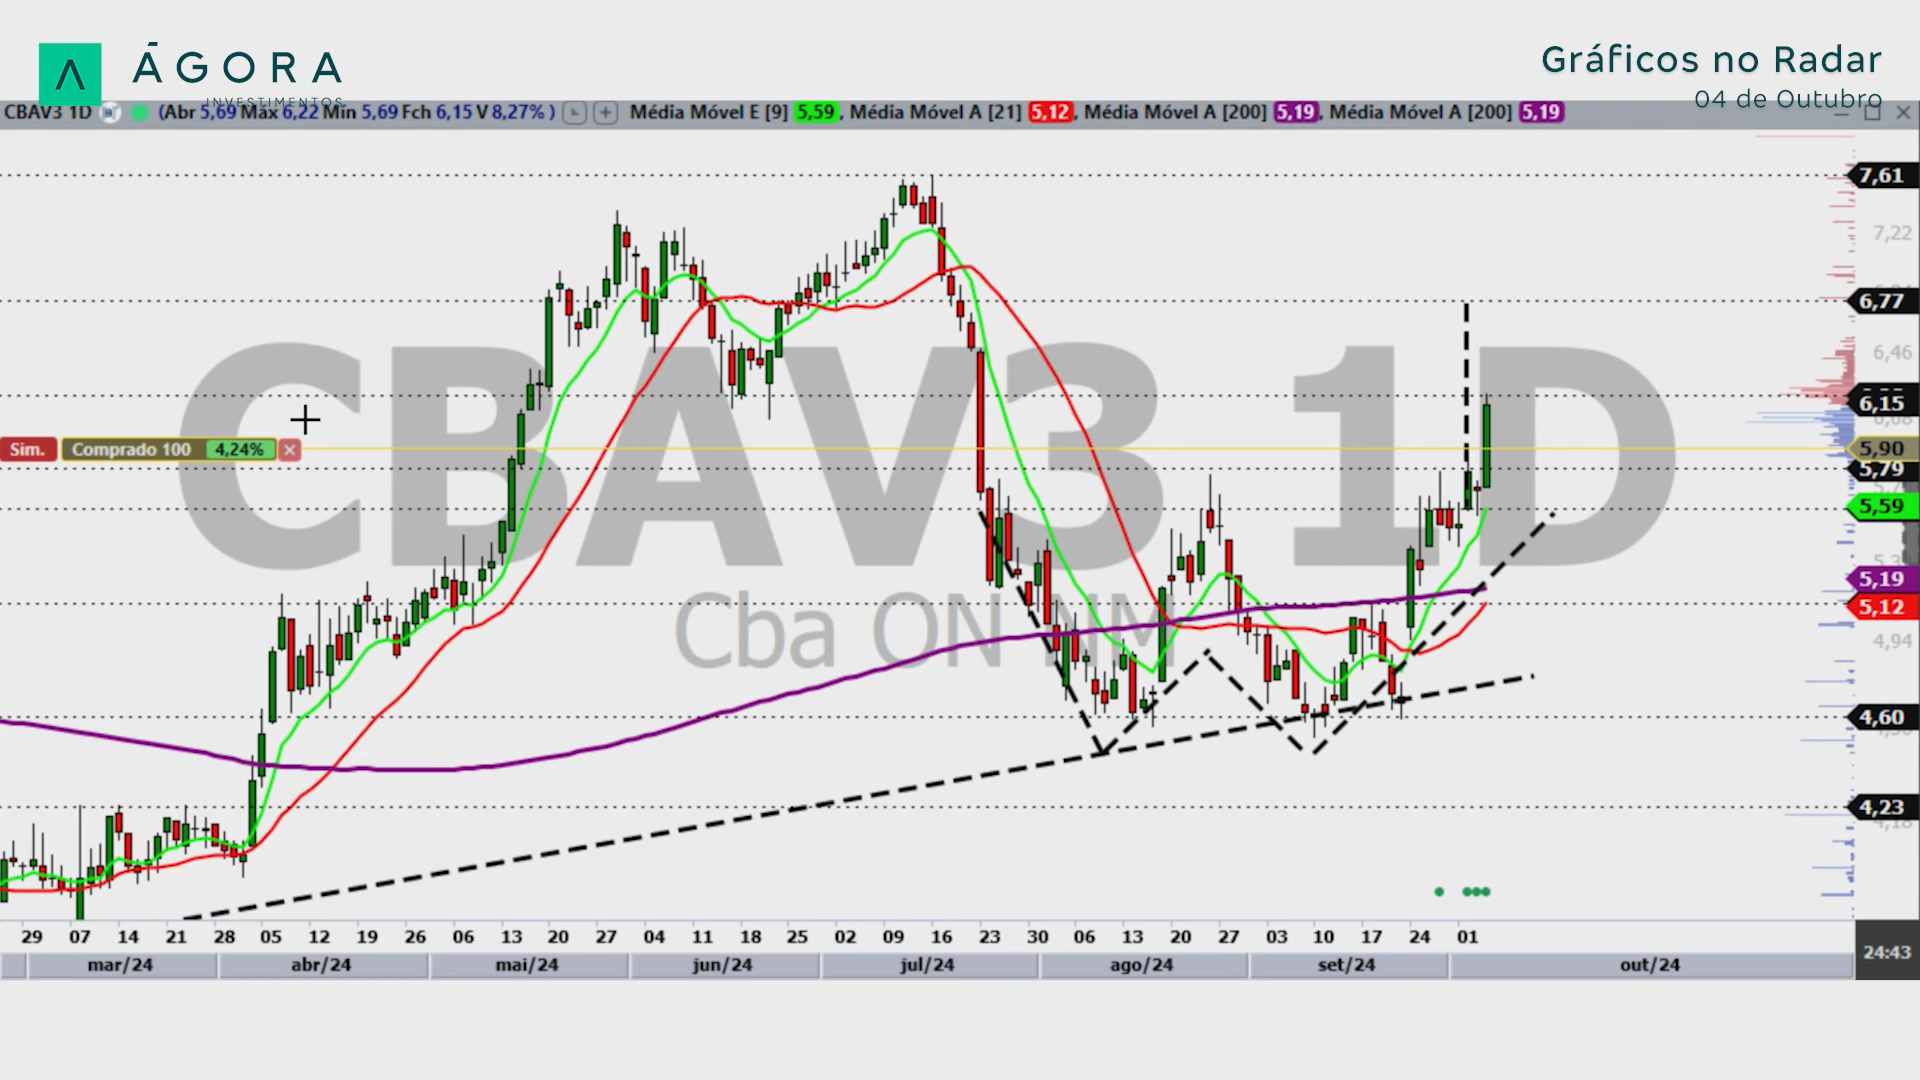 ÁGORA
INVESTIMENTOS
Gráficos no Radar
04 de Outubro
CBAV3 1D (Abr 5,69 Máx 6,22 Mín 5,69 Fch 6,15 V 8,27% ) Média Móvel E [9] 5,59, Média Móvel A [21] 5,12, Média Móvel A [200] 5,19, Média Móvel A [200] 5,19
CBAV3 1D
Cba ON NM
Sim. Comprado 100 4,24%
7,61
7,22
6,77
6,46
6,15
5,90
5,79
5,59
5,19
5,12
4,94
4,60
4,23
29 07 14 21 28 05 12 19 26 06 13 20 27 04 11 18 25 02 09 16 23 30 06 13 20 27 03 10 17 24 01
24:43
mar/24 abr/24 mai/24 jun/24 jul/24 ago/24 set/24 out/24